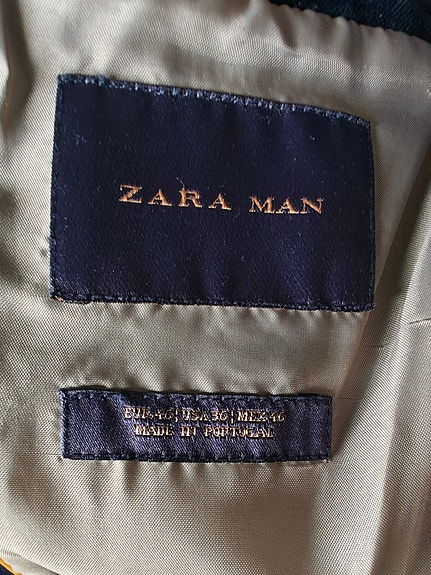 ZARA MAN
EUR 46 | USA 36 | MEX 46
MADE IN PORTUGAL